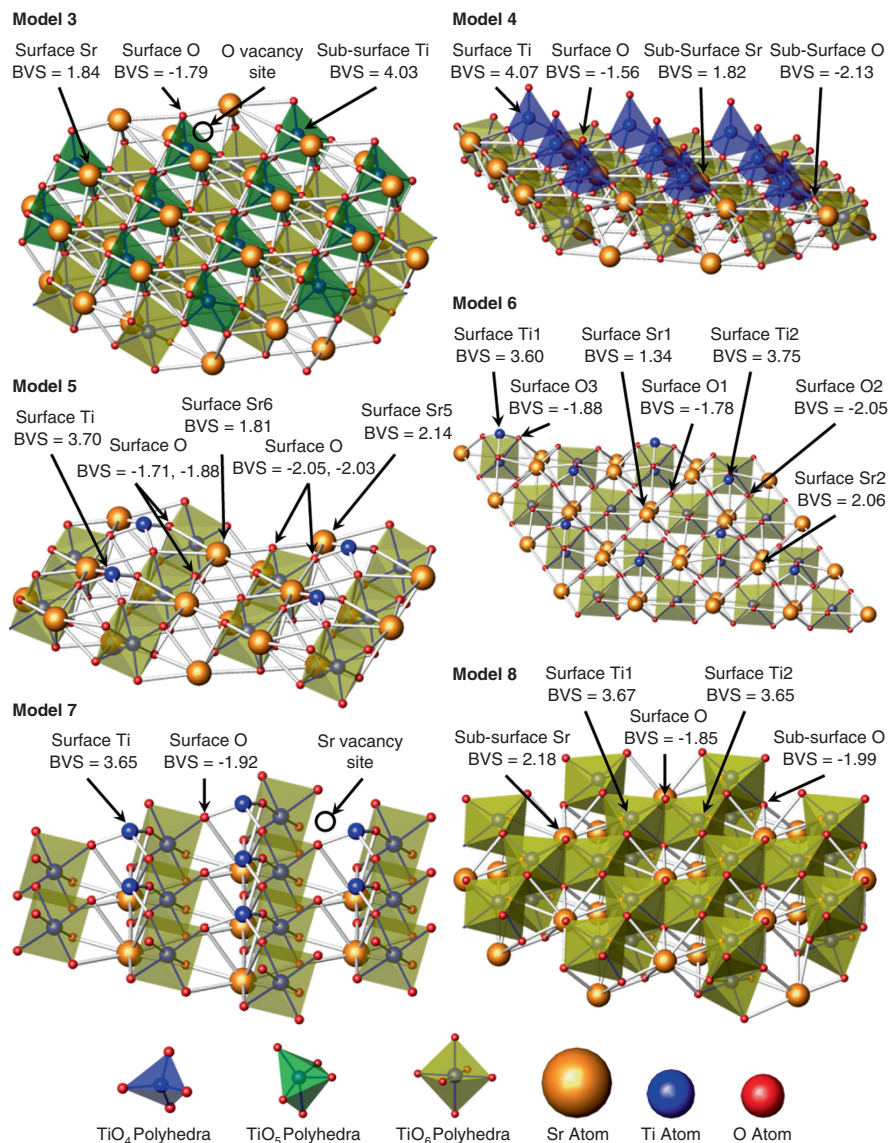 Model 3
Surface Sr
BVS = 1.84
Surface O
BVS = -1.79
O vacancy
site
Sub-surface Ti
BVS = 4.03
Model 4
Surface Ti
BVS = 4.07
Surface O
BVS = -1.56
Sub-Surface Sr
BVS = 1.82
Sub-Surface O
BVS = -2.13
Model 5
Surface Ti
BVS = 3.70
Surface O
BVS = -1.71, -1.88
Surface Sr6
BVS = 1.81
Surface O
BVS = -2.05, -2.03
Surface Sr5
BVS = 2.14
Model 6
Surface Ti1
BVS = 3.60
Surface O3
BVS = -1.88
Surface Sr1
BVS = 1.34
Surface O1
BVS = -1.78
Surface Ti2
BVS = 3.75
Surface O2
BVS = -2.05
Surface Sr2
BVS = 2.06
Model 7
Surface Ti
BVS = 3.65
Surface O
BVS = -1.92
Sr vacancy
site
Model 8
Sub-surface Sr
BVS = 2.18
Surface Ti1
BVS = 3.67
Surface O
BVS = -1.85
Surface Ti2
BVS = 3.65
Sub-surface O
BVS = -1.99
TiO₄ Polyhedra
TiO₅ Polyhedra
TiO₆ Polyhedra
Sr Atom
Ti Atom
O Atom